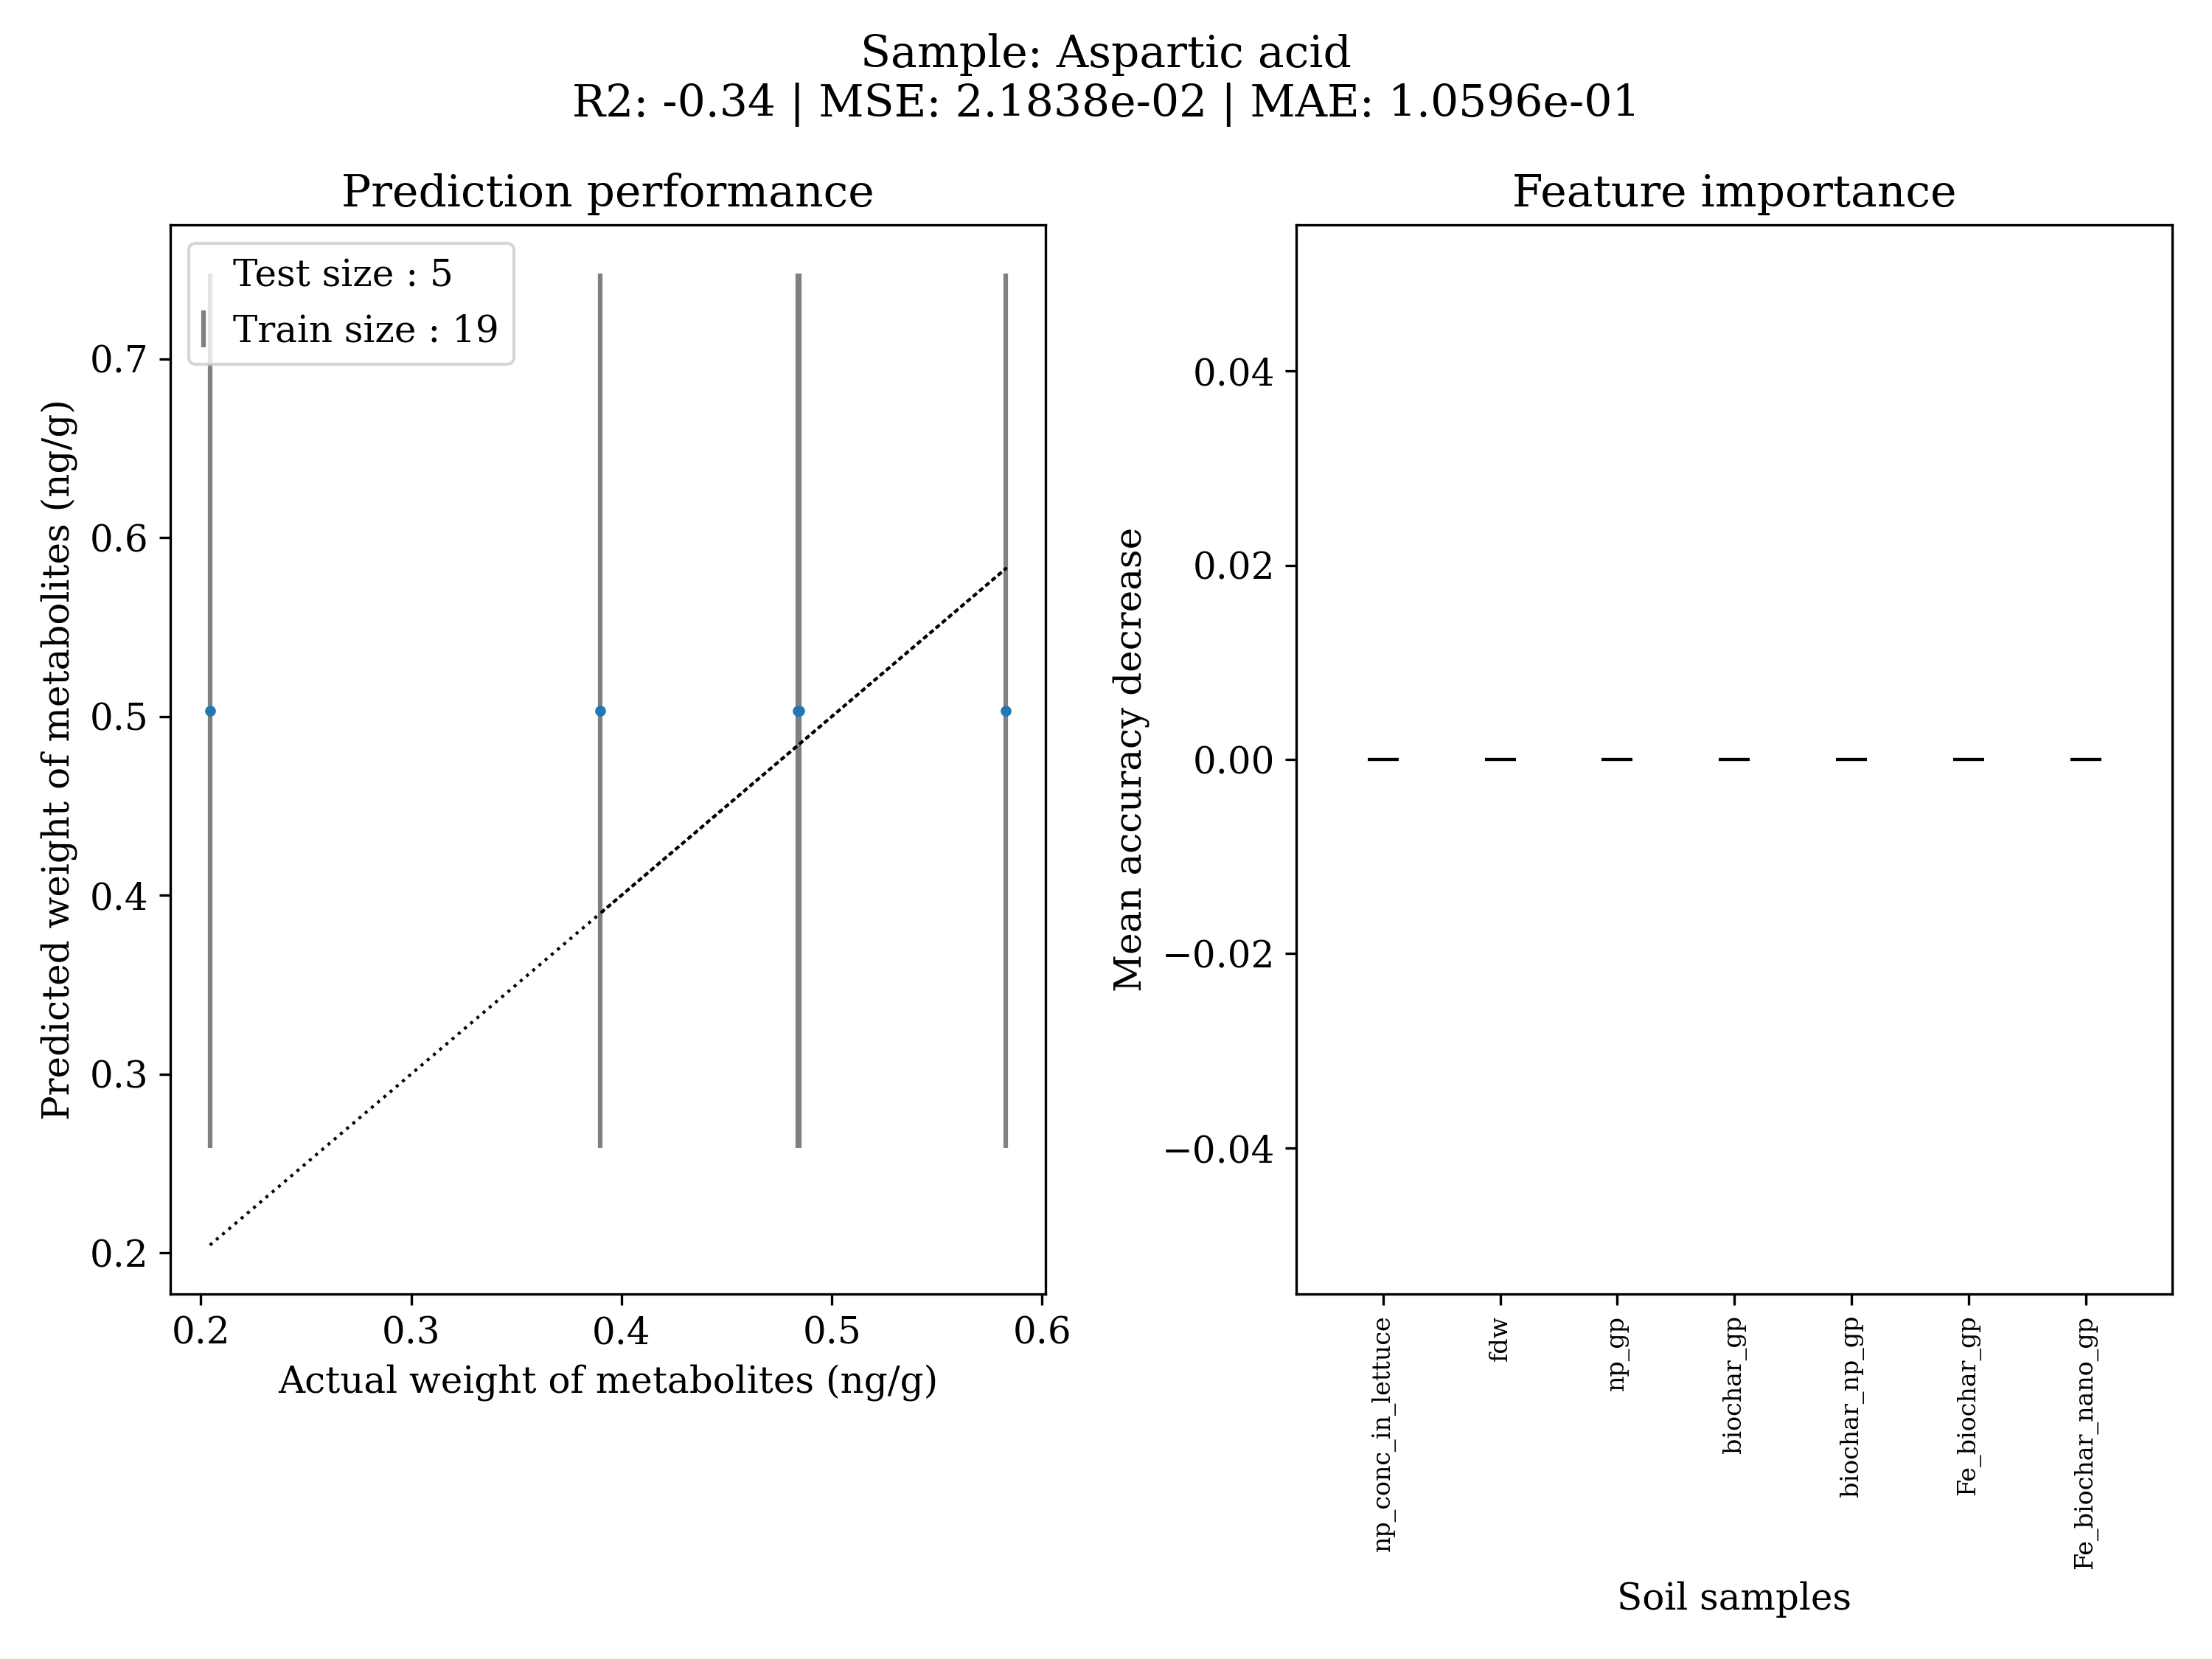 Sample: Aspartic acid
R2: -0.34 | MSE: 2.1838e-02 | MAE: 1.0596e-01
Prediction performance
Test size : 5
Train size : 19
0.7
0.6
0.5
0.4
0.3
0.2
Predicted weight of metabolites (ng/g)
0.2 0.3 0.4 0.5 0.6
Actual weight of metabolites (ng/g)
Feature importance
0.04
0.02
0.00
−0.02
−0.04
Mean accuracy decrease
np_conc_in_lettuce
fdw
np_gp
biochar_gp
biochar_np_gp
Fe_biochar_gp
Fe_biochar_nano_gp
Soil samples